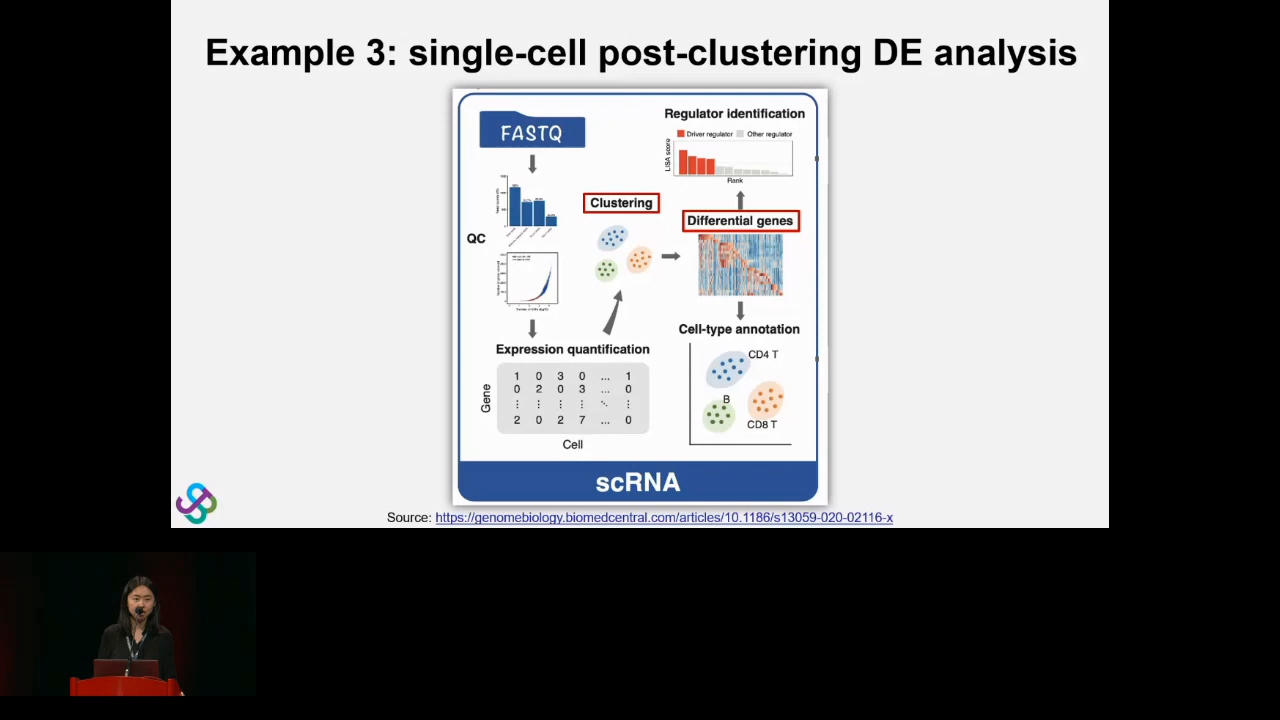 Example 3: single-cell post-clustering DE analysis
FASTQ
QC
Expression quantification
Gene
1 0 3 0 ... 1
0 2 0 3 ... 0
⋮ ⋮ ⋮ ⋮ ⋱ ⋮
2 0 2 7 ... 0
Cell
Clustering
Regulator identification
Driver regulator Other regulator
LISA score
Rank
Differential genes
Cell-type annotation
CD4 T
B
CD8 T
scRNA
Source: https://genomebiology.biomedcentral.com/articles/10.1186/s13059-020-02116-x